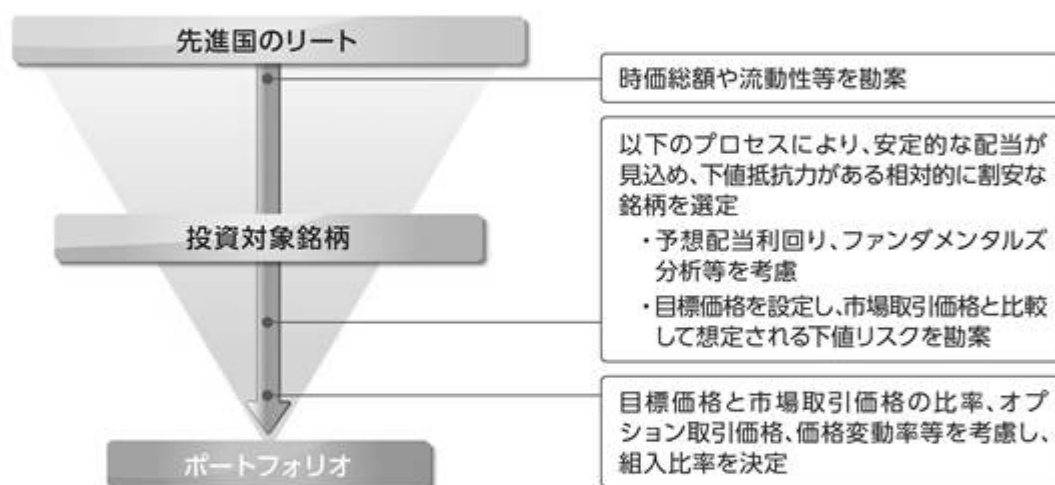 先進国のリート
時価総額や流動性等を勘案
以下のプロセスにより、安定的な配当が
見込め、下値抵抗力がある相対的に割安な
銘柄を選定
・予想配当利回り、ファンダメンタルズ
分析等を考慮
・目標価格を設定し、市場取引価格と比較
して想定される下値リスクを勘案
投資対象銘柄
目標価格と市場取引価格の比率、オプ
ション取引価格、価格変動率等を考慮し、
組入比率を決定
ポートフォリオ